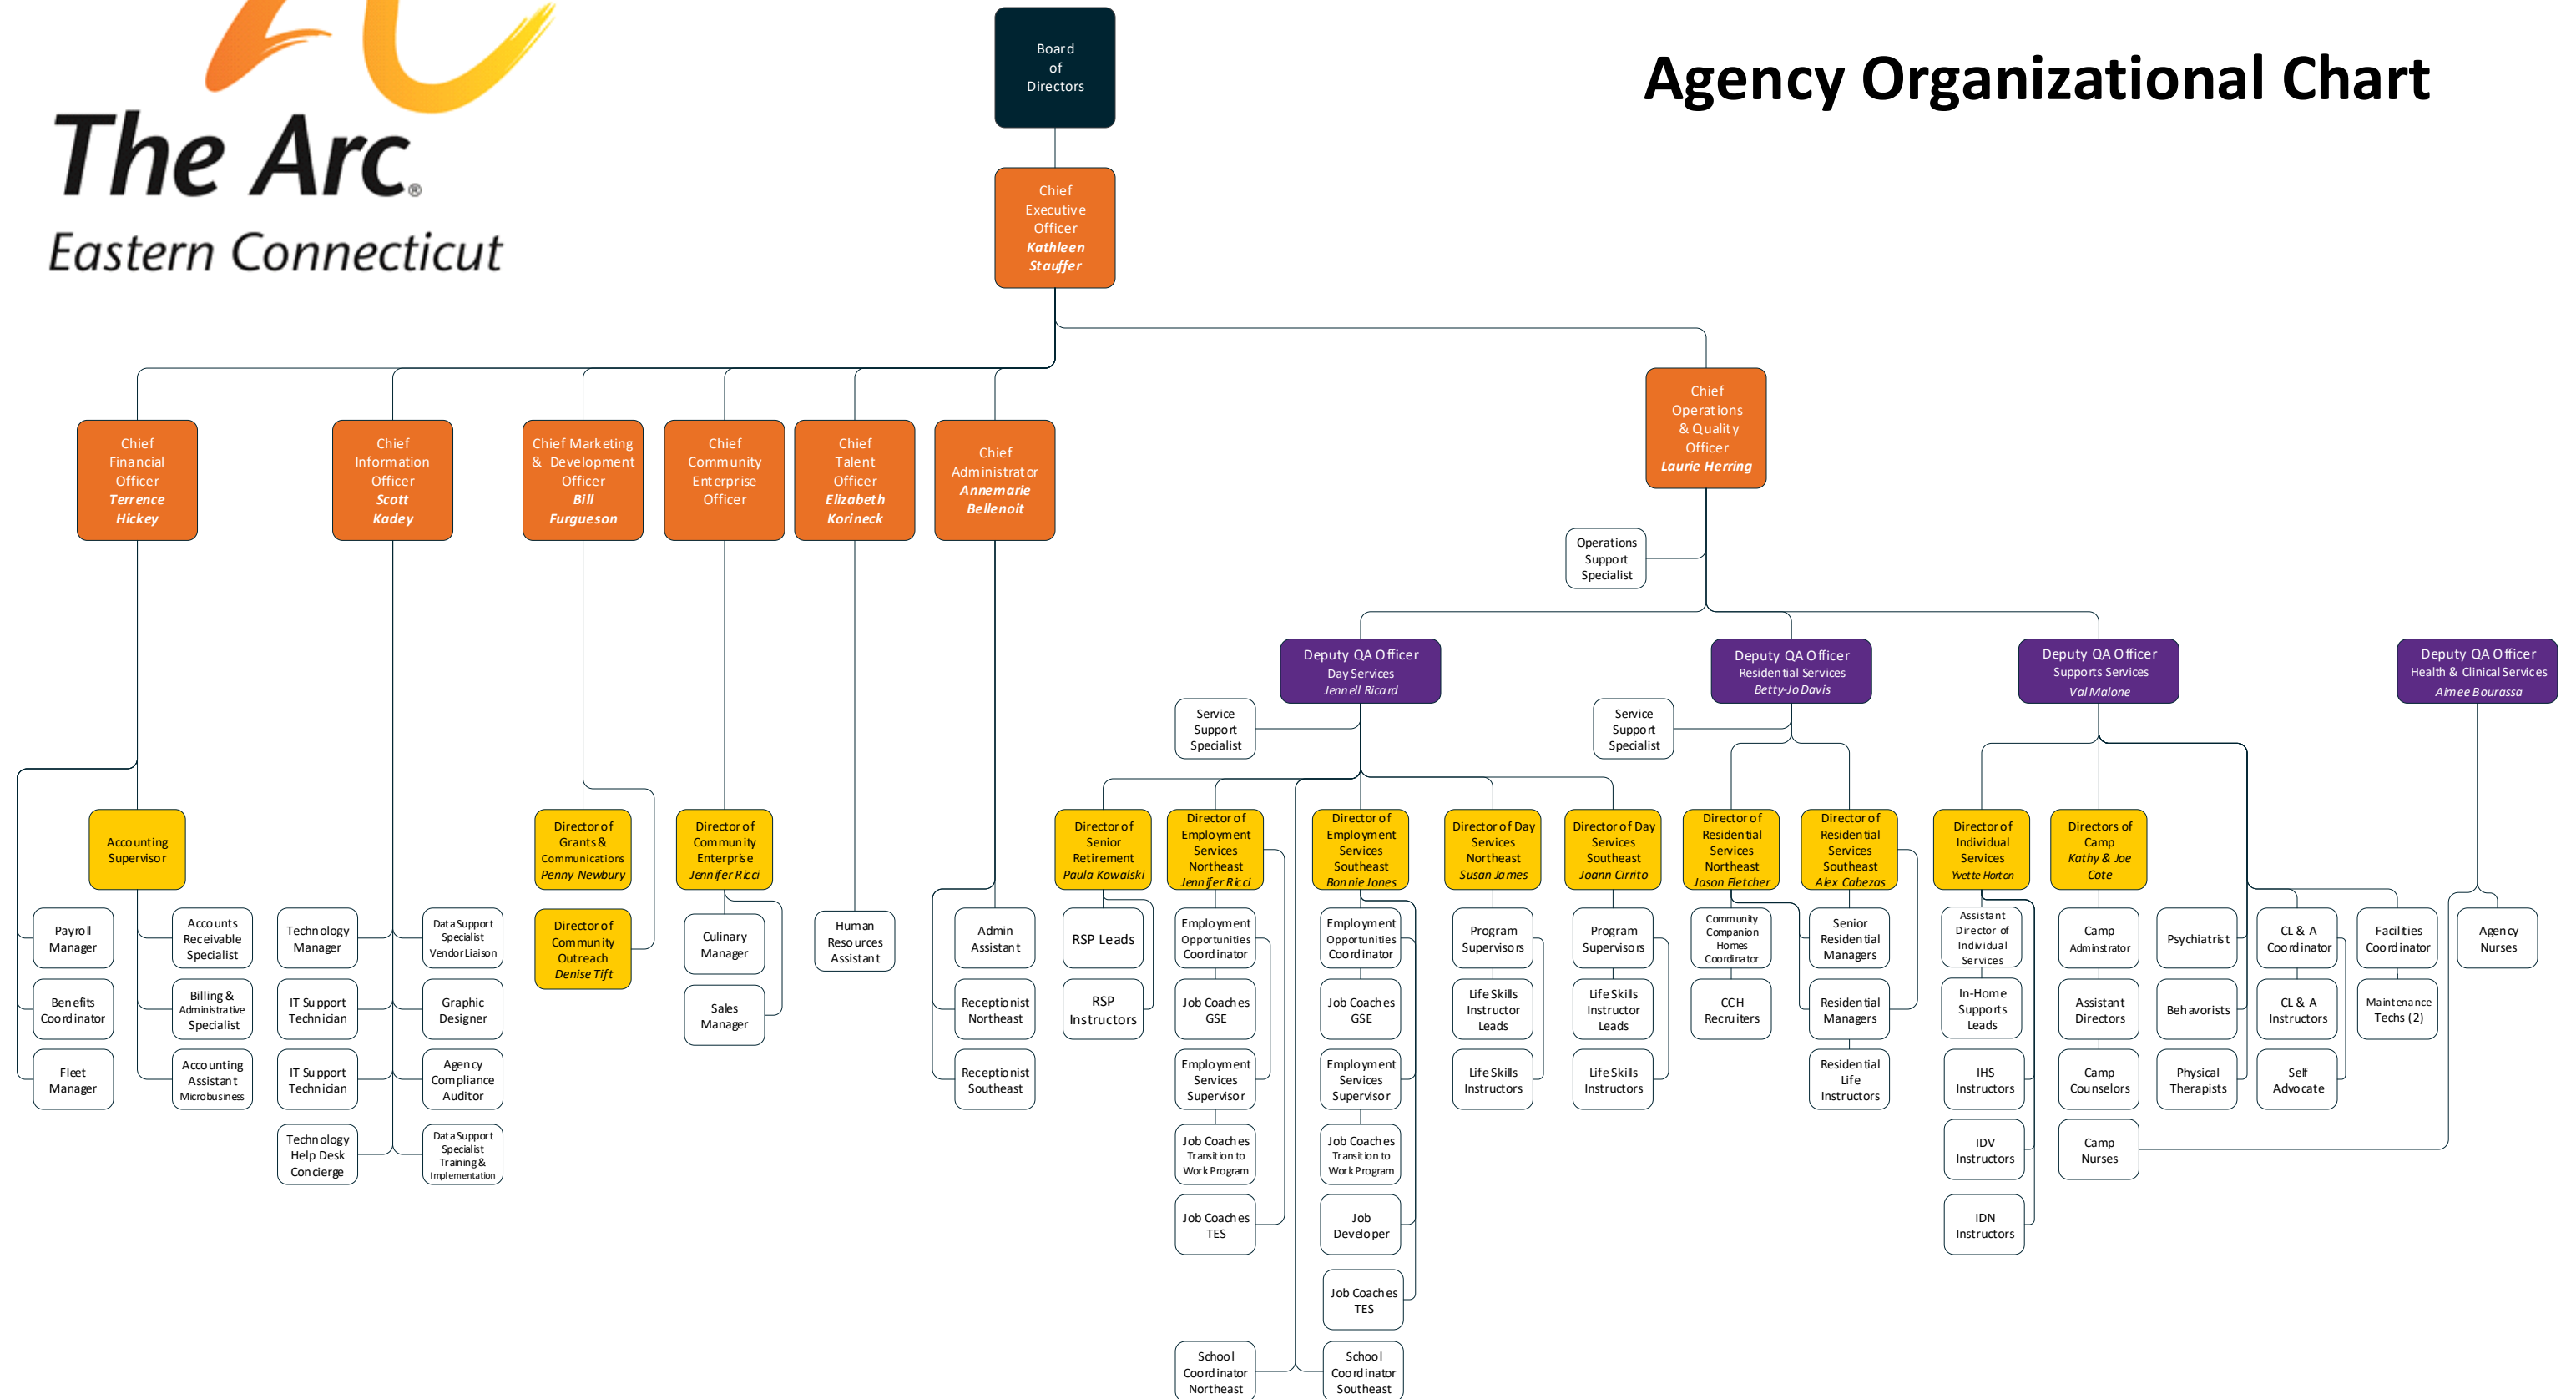 The Arc®
Eastern Connecticut
Agency Organizational Chart
Board
of
Directors
Chief
Executive
Officer
Kathleen
Stauffer
Chief
Financial
Officer
Terrence
Hickey
Chief
Information
Officer
Scott
Kadey
Chief Marketing
& Development
Officer
Bill
Furgueson
Chief
Community
Enterprise
Officer
Chief
Talent
Officer
Elizabeth
Korineck
Chief
Administrator
Annemarie
Bellenoit
Chief
Operations
& Quality
Officer
Laurie Herring
Operations
Support
Specialist
Deputy QA Officer
Day Services
Jennell Ricard
Deputy QA Officer
Residential Services
Betty-Jo Davis
Deputy QA Officer
Supports Services
Val Malone
Deputy QA Officer
Health & Clinical Services
Aimee Bourassa
Service
Support
Specialist
Service
Support
Specialist
Accounting
Supervisor
Director of
Grants &
Communications
Penny Newbury
Director of
Community
Enterprise
Jennifer Ricci
Director of
Senior
Retirement
Paula Kowalski
Director of
Employment
Services
Northeast
Jennifer Ricci
Director of
Employment
Services
Southeast
Bonnie Jones
Director of Day
Services
Northeast
Susan James
Director of Day
Services
Southeast
Joann Cirrito
Director of
Residential
Services
Northeast
Jason Fletcher
Director of
Residential
Services
Southeast
Alex Cabezas
Director of
Individual
Services
Yvette Horton
Directors of
Camp
Kathy & Joe
Cote
Payroll
Manager
Accounts
Receivable
Specialist
Technology
Manager
Data Support
Specialist
Vendor Liaison
Director of
Community
Outreach
Denise Tift
Culinary
Manager
Human
Resources
Assistant
Admin
Assistant
RSP Leads
Employment
Opportunities
Coordinator
Employment
Opportunities
Coordinator
Program
Supervisors
Program
Supervisors
Community
Companion
Homes
Coordinator
Senior
Residential
Managers
Assistant
Director of
Individual
Services
Camp
Adminstrator
Psychiatrist
CL & A
Coordinator
Facilities
Coordinator
Agency
Nurses
Benefits
Coordinator
Billing &
Administrative
Specialist
IT Support
Technician
Graphic
Designer
Sales
Manager
Receptionist
Northeast
RSP
Instructors
Job Coaches
GSE
Job Coaches
GSE
Life Skills
Instructor
Leads
Life Skills
Instructor
Leads
CCH
Recruiters
Residential
Managers
In-Home
Supports
Leads
Assistant
Directors
Behavorists
CL & A
Instructors
Maintenance
Techs (2)
Fleet
Manager
Accounting
Assistant
Microbusiness
IT Support
Technician
Agency
Compliance
Auditor
Receptionist
Southeast
Employment
Services
Supervisor
Employment
Services
Supervisor
Life Skills
Instructors
Life Skills
Instructors
Residential
Life
Instructors
IHS
Instructors
Camp
Counselors
Physical
Therapists
Self
Advocate
Technology
Help Desk
Concierge
Data Support
Specialist
Training &
Implementation
Job Coaches
Transition to
Work Program
Job Coaches
Transition to
Work Program
IDV
Instructors
Camp
Nurses
Job Coaches
TES
Job
Developer
IDN
Instructors
Job Coaches
TES
School
Coordinator
Northeast
School
Coordinator
Southeast